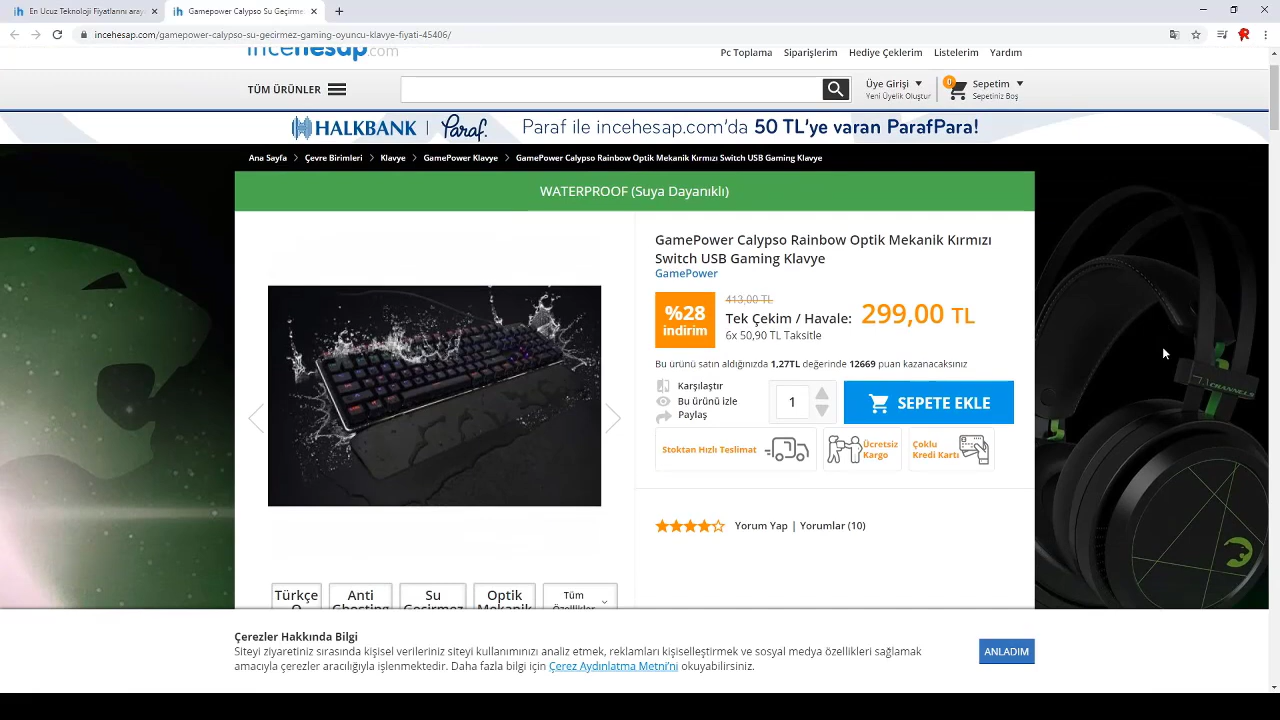 En Ucuz Teknoloji Fiyatlarını ara
Gamepower Calypso Su Geçirmez
incehesap.com/gamepower-calypso-su-gecirmez-gaming-oyuncu-klavye-fiyati-45406/
incehesap.com
Pc Toplama Siparişlerim Hediye Çeklerim Listelerim Yardım
TÜM ÜRÜNLER
Üye Girişi
Yeni Üyelik Oluştur
0
Sepetim
Sepetiniz Boş
HALKBANK Paraf. Paraf ile incehesap.com'da 50 TL'ye varan ParafPara!
Ana Sayfa > Çevre Birimleri > Klavye > GamePower Klavye > GamePower Calypso Rainbow Optik Mekanik Kırmızı Switch USB Gaming Klavye
WATERPROOF (Suya Dayanıklı)
GamePower Calypso Rainbow Optik Mekanik Kırmızı
Switch USB Gaming Klavye
GamePower
%28
indirim
413,00 TL
Tek Çekim / Havale: 299,00 TL
6x 50,90 TL Taksitle
Bu ürünü satın aldığınızda 1,27TL değerinde 12669 puan kazanacaksınız
Karşılaştır
Bu ürünü izle
Paylaş
1
SEPETE EKLE
Stoktan Hızlı Teslimat
Ücretsiz
Kargo
Çoklu
Kredi Kartı
7.1 CHANNELS
Yorum Yap | Yorumlar (10)
Türkçe
Q
Anti
Ghosting
Su
Geçirmez
Optik
Mekanik
Tüm
Özellikler
Çerezler Hakkında Bilgi
Siteyi ziyaretiniz sırasında kişisel verileriniz siteyi kullanımınızı analiz etmek, reklamları kişiselleştirmek ve sosyal medya özellikleri sağlamak
amacıyla çerezler aracılığıyla işlenmektedir. Daha fazla bilgi için Çerez Aydınlatma Metni'ni okuyabilirsiniz.
ANLADIM